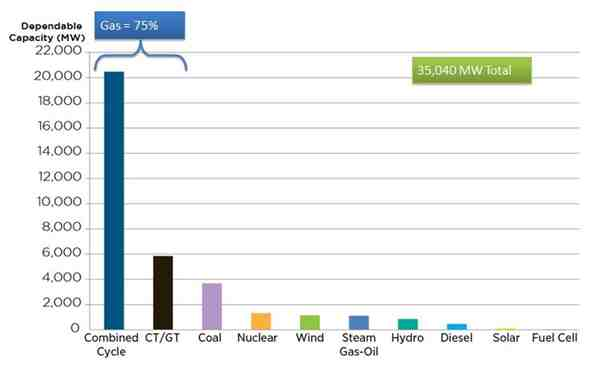 Dependable
Capacity (MW)
Gas = 75%
35,040 MW Total
22,000
20,000
18,000
16,000
14,000
12,000
10,000
8,000
6,000
4,000
2,000
0
Combined Cycle
CT/GT
Coal
Nuclear
Wind
Steam Gas-Oil
Hydro
Diesel
Solar
Fuel Cell